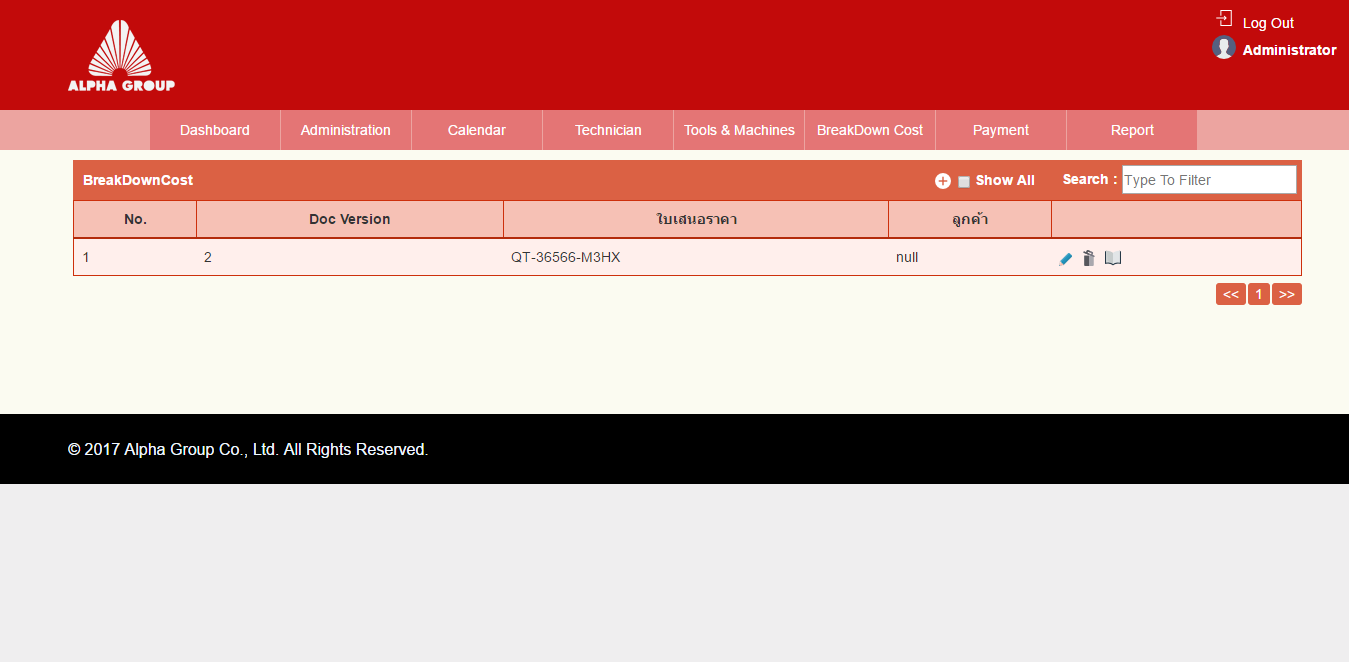 ALPHA GROUP
Log Out
Administrator
Dashboard Administration Calendar Technician Tools & Machines BreakDown Cost Payment Report
BreakDownCost Show All Search : Type To Filter
No. Doc Version ใบเสนอราคา ลูกค้า
1 2 QT-36566-M3HX null
<< 1 >>
© 2017 Alpha Group Co., Ltd. All Rights Reserved.